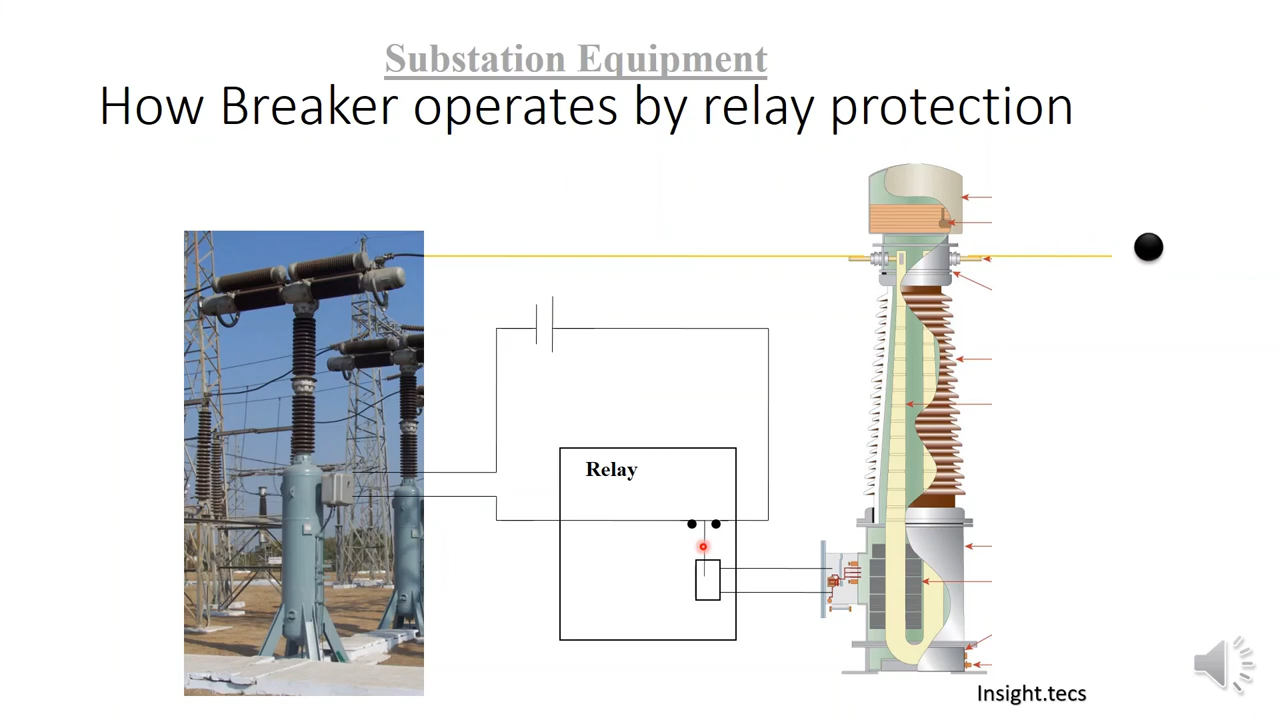 Substation Equipment
How Breaker operates by relay protection
Relay
Insight.tecs